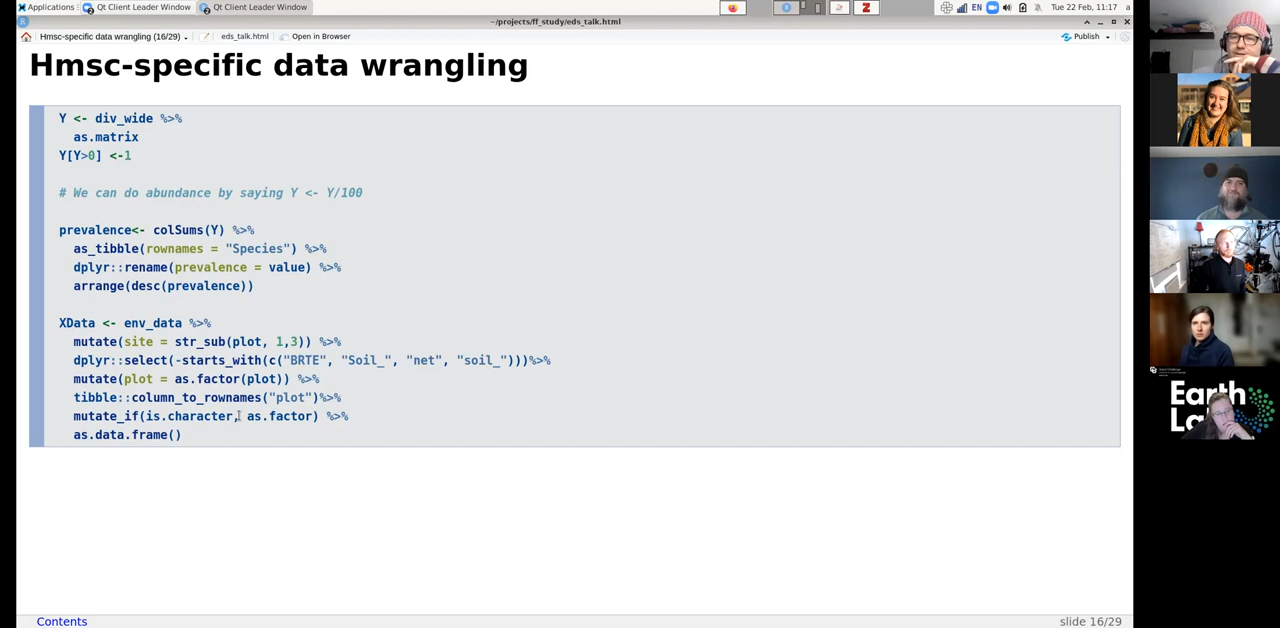 Applications
Qt Client Leader Window
Qt Client Leader Window
EN
Tue 22 Feb, 11:17
a
~/projects/ff_study/eds_talk.html
Hmsc-specific data wrangling (16/29)
eds_talk.html
Open in Browser
Publish
Hmsc-specific data wrangling
Y <- div_wide %>%
as.matrix
Y[Y>0] <-1
# We can do abundance by saying Y <- Y/100
prevalence<- colSums(Y) %>%
as_tibble(rownames = "Species") %>%
dplyr::rename(prevalence = value) %>%
arrange(desc(prevalence))
XData <- env_data %>%
mutate(site = str_sub(plot, 1,3)) %>%
dplyr::select(-starts_with(c("BRTE", "Soil_", "net", "soil_")))%>%
mutate(plot = as.factor(plot)) %>%
tibble::column_to_rownames("plot")%>%
mutate_if(is.character, as.factor) %>%
as.data.frame()
Contents
slide 16/29
Earth
La